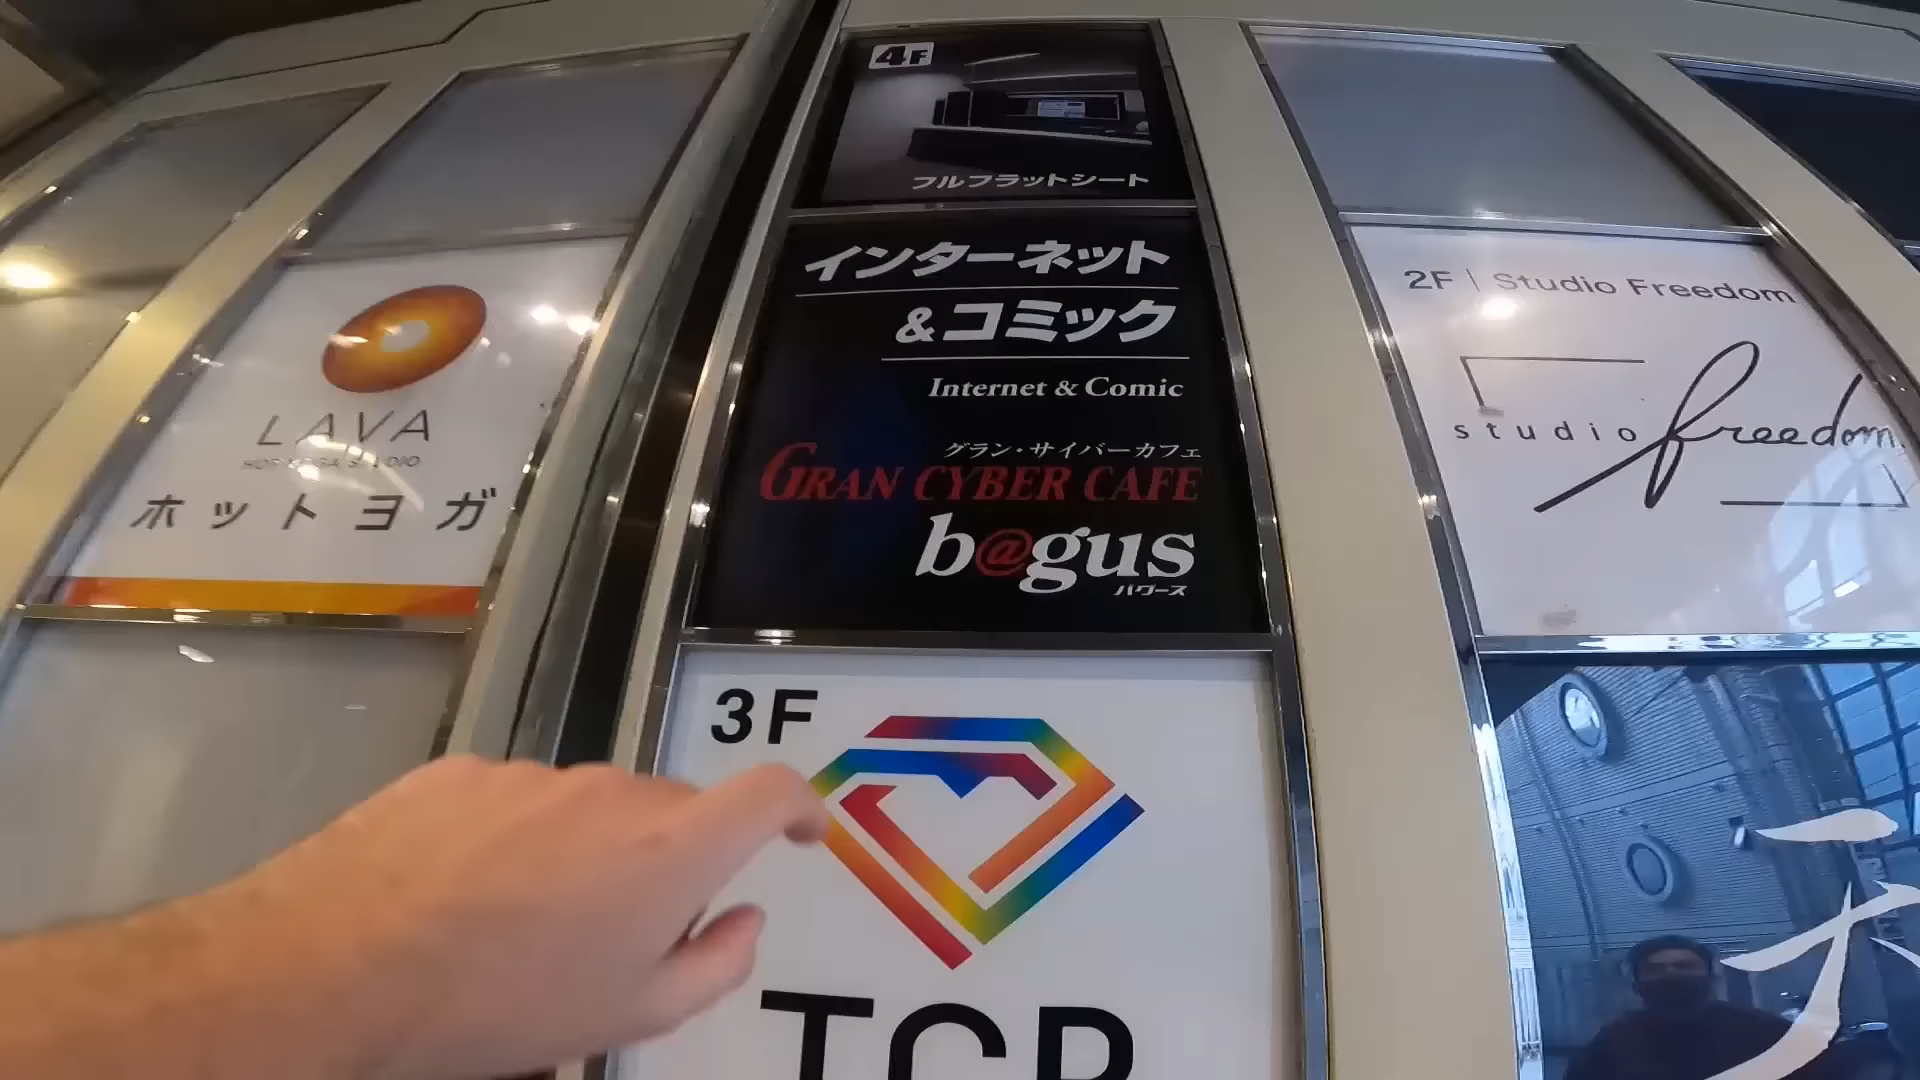 LAVA
ホットヨガ
4F
フルフラットシート
インターネット
&コミック
Internet & Comic
グラン・サイバーカフェ
GRAN CYBER CAFE
b@gus
バグース
3F
2F | Studio Freedom
studio freedom